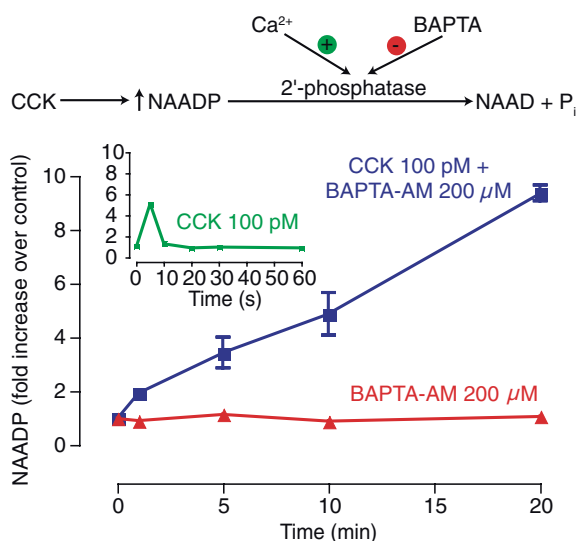 Ca²⁺ BAPTA
+ -
2'-phosphatase
CCK ↑ NAADP NAAD + Pᵢ
NAADP (fold increase over control)
10
8
6
4
2
0
10
8
6
4
2
0
CCK 100 pM
0 10 20 30 40 50 60
Time (s)
CCK 100 pM +
BAPTA-AM 200 µM
BAPTA-AM 200 µM
0 5 10 15 20
Time (min)